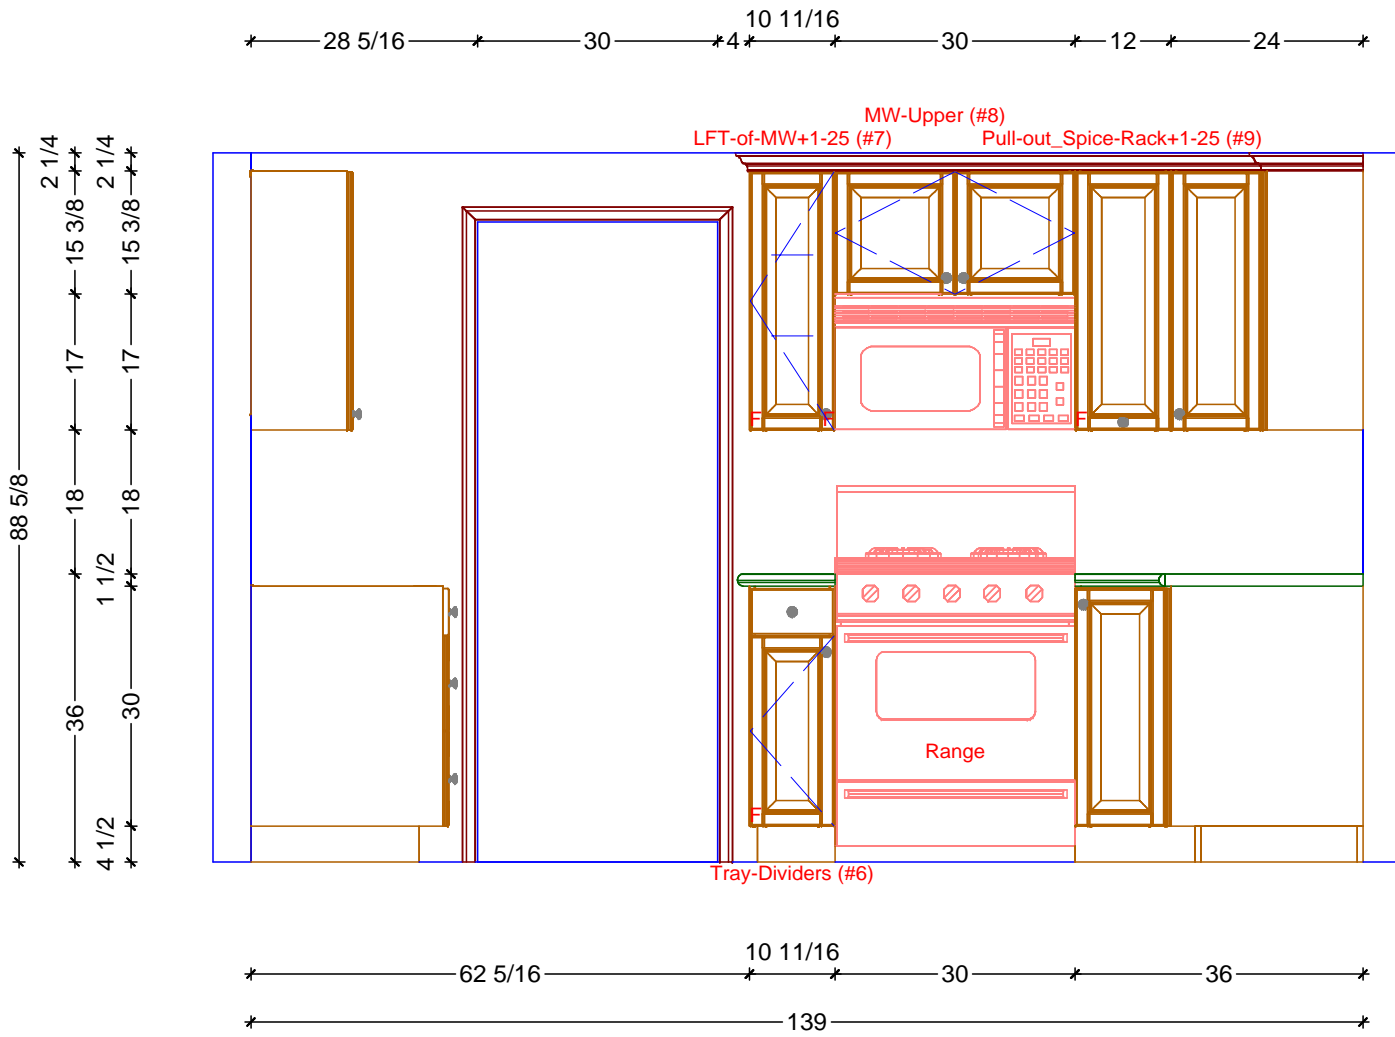 10 11/16
28 5/16 30 4 30 12 24
MW-Upper (#8)
LFT-of-MW+1-25 (#7) Pull-out_Spice-Rack+1-25 (#9)
2 1/4 2 1/4
15 3/8 15 3/8
17 17
F F F
88 5/8 18 18
1 1/2
36 30
Range
F
4 1/2
Tray-Dividers (#6)
10 11/16
62 5/16 30 36
139